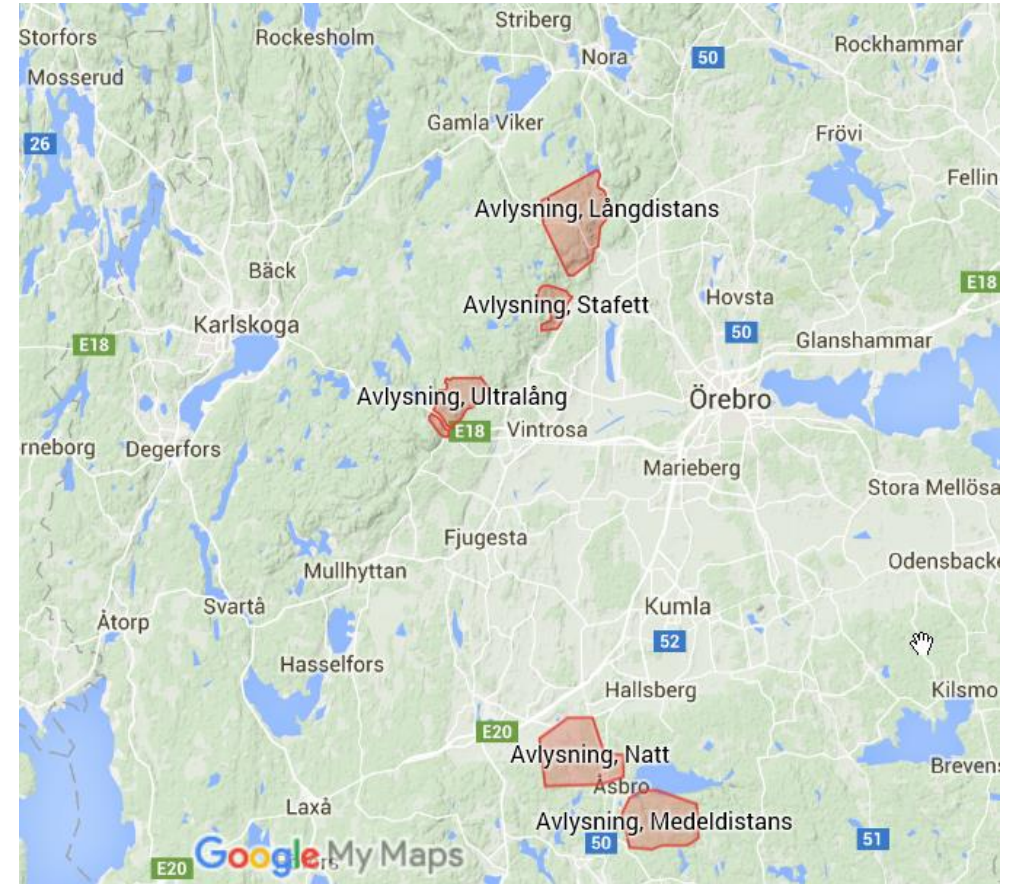 Striberg
Storfors
Rockesholm
Rockhammar
Nora
50
Mosserud
Gamla Viker
Frövi
26
Fellin
Avlysning, Långdistans
Bäck
E18
Avlysning, Stafett
Hovsta
Karlskoga
50
Glanshammar
E18
Avlysning, Ultralång
Örebro
E18
Vintrosa
rneborg
Degerfors
Marieberg
Stora Mellösa
Fjugesta
Odensbacke
Mullhyttan
Svartå
Kumla
Åtorp
52
Hasselfors
Hallsberg
Kilsmo
E20
Avlysning, Natt
Brevens
Åsbro
Laxå
Avlysning, Medeldistans
50
51
Google My Maps
E20